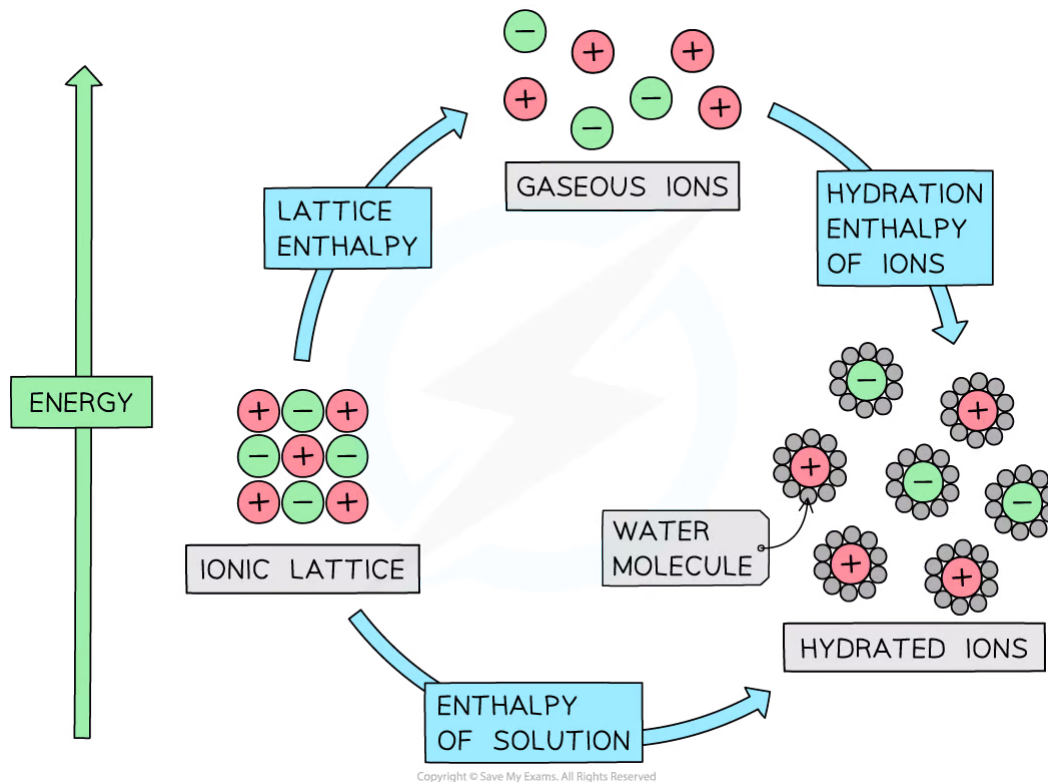 GASEOUS IONS
LATTICE
ENTHALPY
HYDRATION
ENTHALPY
OF IONS
ENERGY
IONIC LATTICE
WATER
MOLECULE
HYDRATED IONS
ENTHALPY
OF SOLUTION
Copyright © Save My Exams. All Rights Reserved